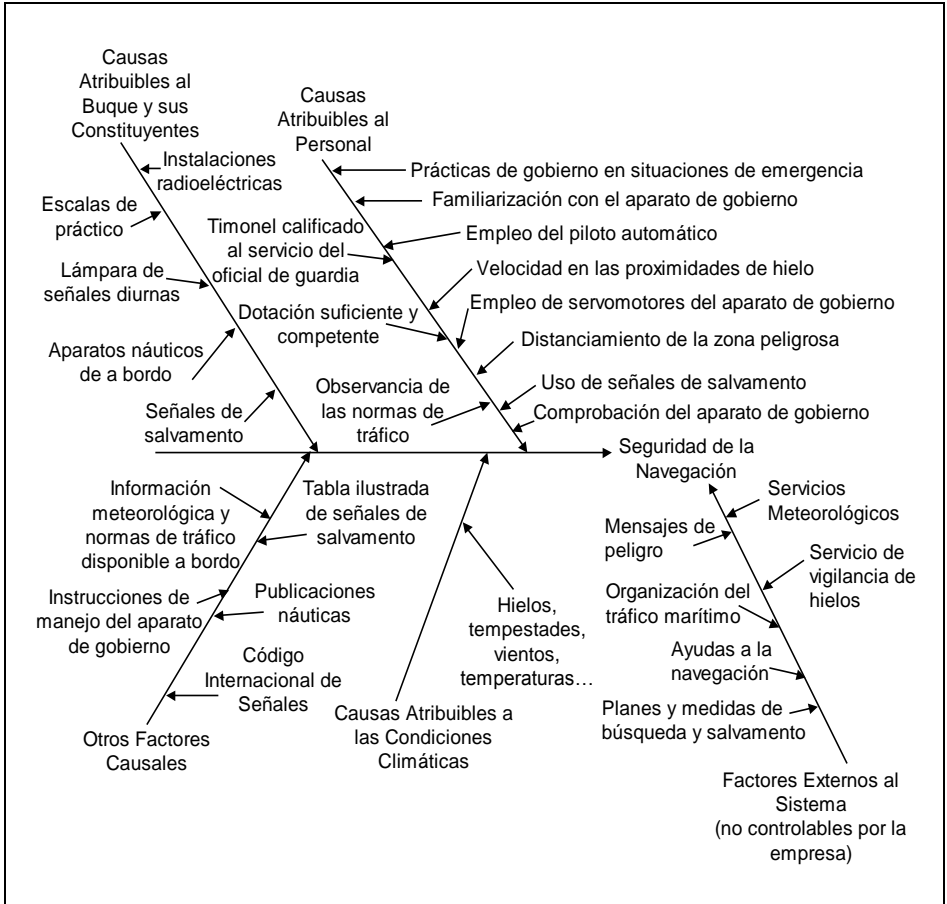 Causas
Atribuibles al
Buque y sus
Constituyentes
Instalaciones
radioeléctricas
Escalas de
práctico
Lámpara de
señales diurnas
Aparatos náuticos
de a bordo
Señales de
salvamento
Causas
Atribuibles al
Personal
Prácticas de gobierno en situaciones de emergencia
Familiarización con el aparato de gobierno
Timonel calificado
al servicio del
oficial de guardia
Empleo del piloto automático
Velocidad en las proximidades de hielo
Dotación suficiente y
competente
Empleo de servomotores del aparato de gobierno
Distanciamiento de la zona peligrosa
Observancia de
las normas de
tráfico
Uso de señales de salvamento
Comprobación del aparato de gobierno
Seguridad de la
Navegación
Información
meteorológica y
normas de tráfico
disponible a bordo
Tabla ilustrada
de señales de
salvamento
Instrucciones de
manejo del aparato
de gobierno
Publicaciones
náuticas
Código
Internacional de
Señales
Otros Factores
Causales
Hielos,
tempestades,
vientos,
temperaturas…
Causas Atribuibles a
las Condiciones
Climáticas
Servicios
Meteorológicos
Mensajes de
peligro
Servicio de
vigilancia de
hielos
Organización del
tráfico marítimo
Ayudas a la
navegación
Planes y medidas de
búsqueda y salvamento
Factores Externos al
Sistema
(no controlables por la
empresa)